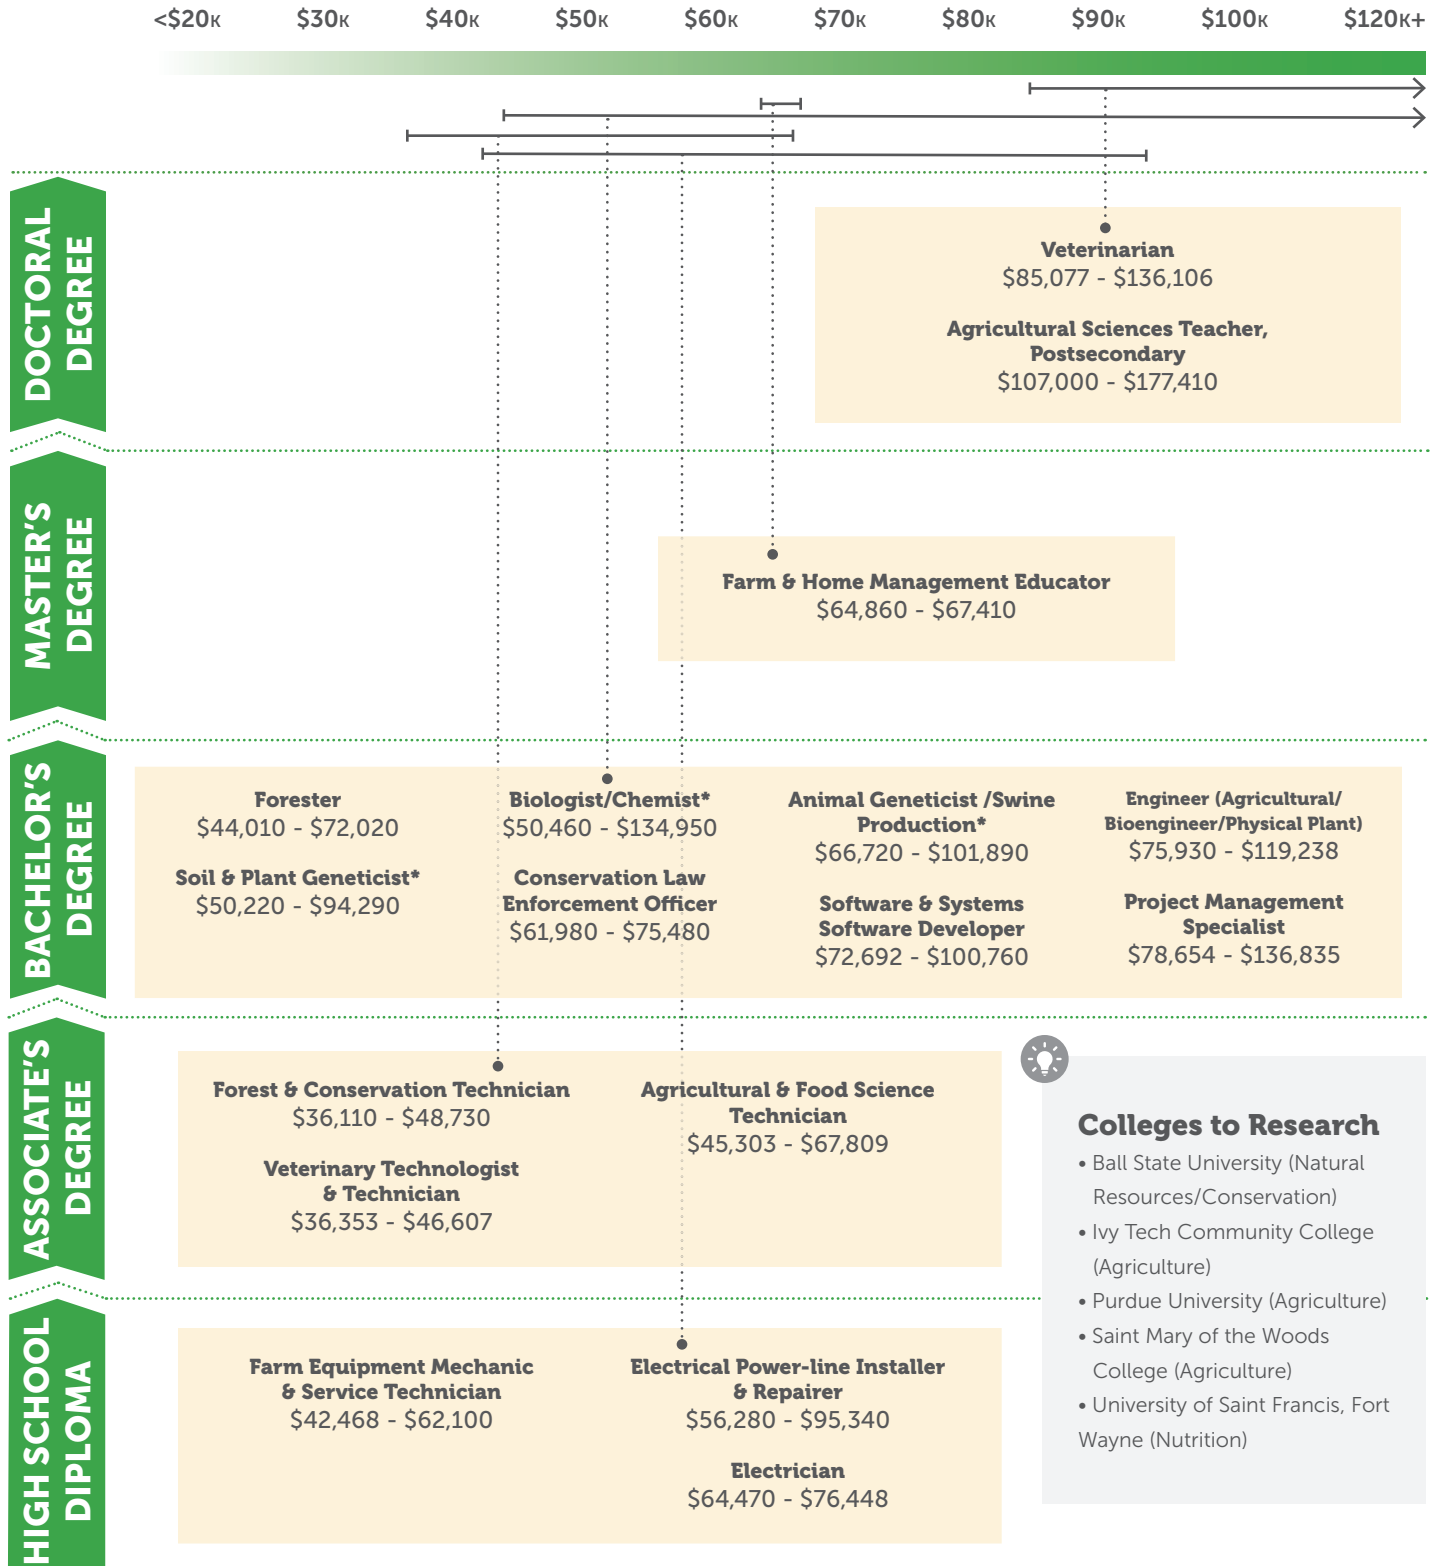 <$20K $30K $40K $50K $60K $70K $80K $90K $100K $120K+
DOCTORAL
DEGREE
Veterinarian
$85,077 - $136,106
Agricultural Sciences Teacher,
Postsecondary
$107,000 - $177,410
MASTER'S
DEGREE
Farm & Home Management Educator
$64,860 - $67,410
BACHELOR'S
DEGREE
Forester
$44,010 - $72,020
Soil & Plant Geneticist*
$50,220 - $94,290
Biologist/Chemist*
$50,460 - $134,950
Conservation Law
Enforcement Officer
$61,980 - $75,480
Animal Geneticist /Swine
Production*
$66,720 - $101,890
Software & Systems
Software Developer
$72,692 - $100,760
Engineer (Agricultural/
Bioengineer/Physical Plant)
$75,930 - $119,238
Project Management
Specialist
$78,654 - $136,835
ASSOCIATE'S
DEGREE
Forest & Conservation Technician
$36,110 - $48,730
Veterinary Technologist
& Technician
$36,353 - $46,607
Agricultural & Food Science
Technician
$45,303 - $67,809
HIGH SCHOOL
DIPLOMA
Farm Equipment Mechanic
& Service Technician
$42,468 - $62,100
Electrical Power-line Installer
& Repairer
$56,280 - $95,340
Electrician
$64,470 - $76,448
Colleges to Research
• Ball State University (Natural
Resources/Conservation)
• Ivy Tech Community College
(Agriculture)
• Purdue University (Agriculture)
• Saint Mary of the Woods
College (Agriculture)
• University of Saint Francis, Fort
Wayne (Nutrition)